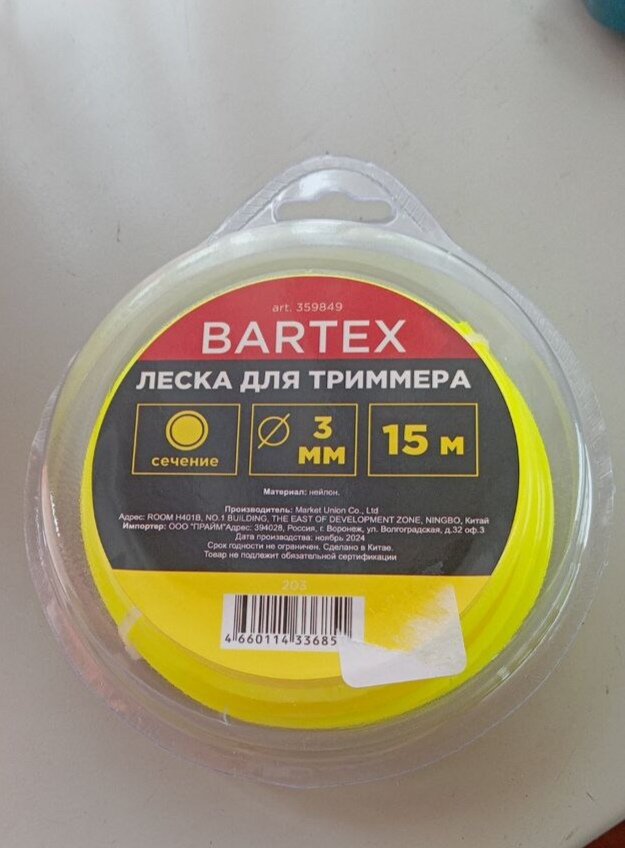 art. 359849
BARTEX
ЛЕСКА ДЛЯ ТРИММЕРА
сечение
3 мм
15 м
Материал: нейлон.
Производитель: Market Union Co., Ltd
Адрес: ROOM H401B, NO.1 BUILDING, THE EAST OF DEVELOPMENT ZONE, NINGBO, Китай
Импортер: ООО "ПРАЙМ"Адрес: 394028, Россия, г. Воронеж, ул. Волгоградская, д.32 оф.3
Дата производства: ноябрь 2024
Срок годности не ограничен. Сделано в Китае.
Товар не подлежит обязательной сертификации
203
4 660114 33685